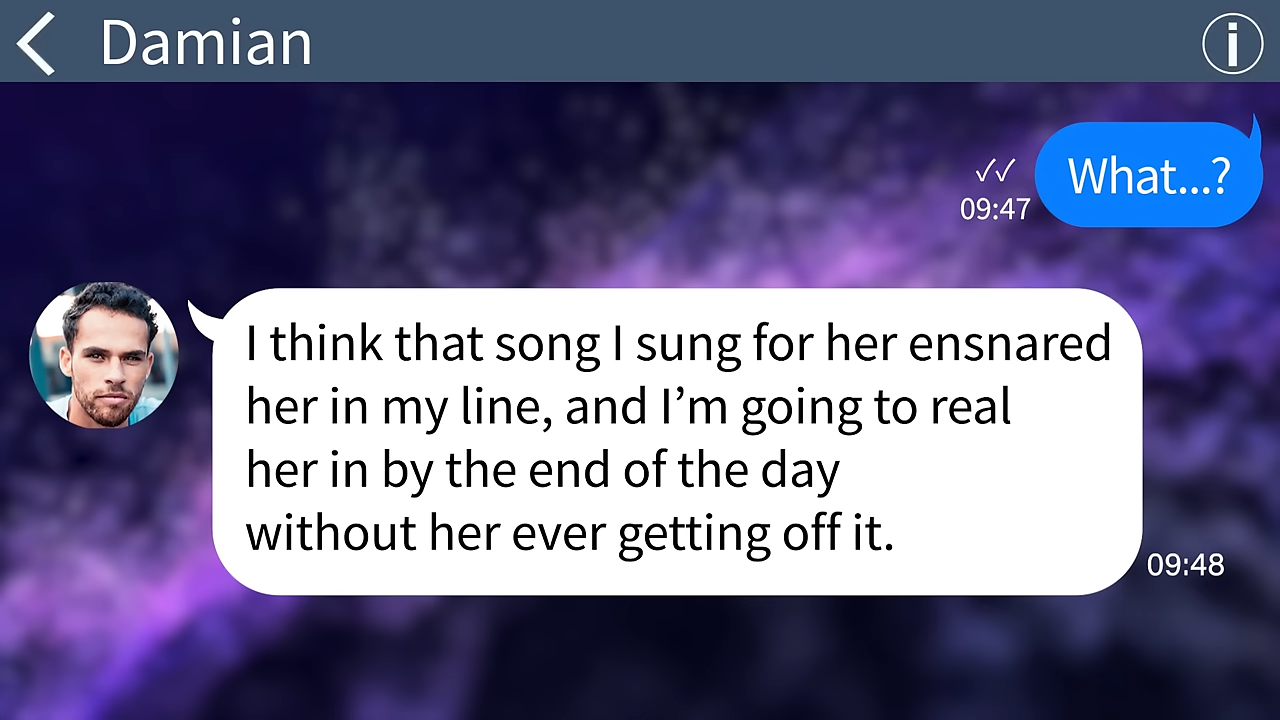 Damian
What...?
✓✓
09:47
I think that song I sung for her ensnared
her in my line, and I’m going to real
her in by the end of the day
without her ever getting off it.
09:48